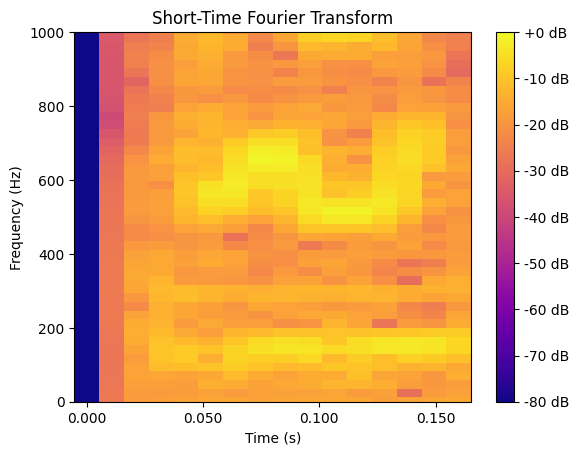 Short-Time Fourier Transform
1000
800
600
400
200
0
Frequency (Hz)
0.000
0.050
0.100
0.150
Time (s)
+0 dB
-10 dB
-20 dB
-30 dB
-40 dB
-50 dB
-60 dB
-70 dB
-80 dB